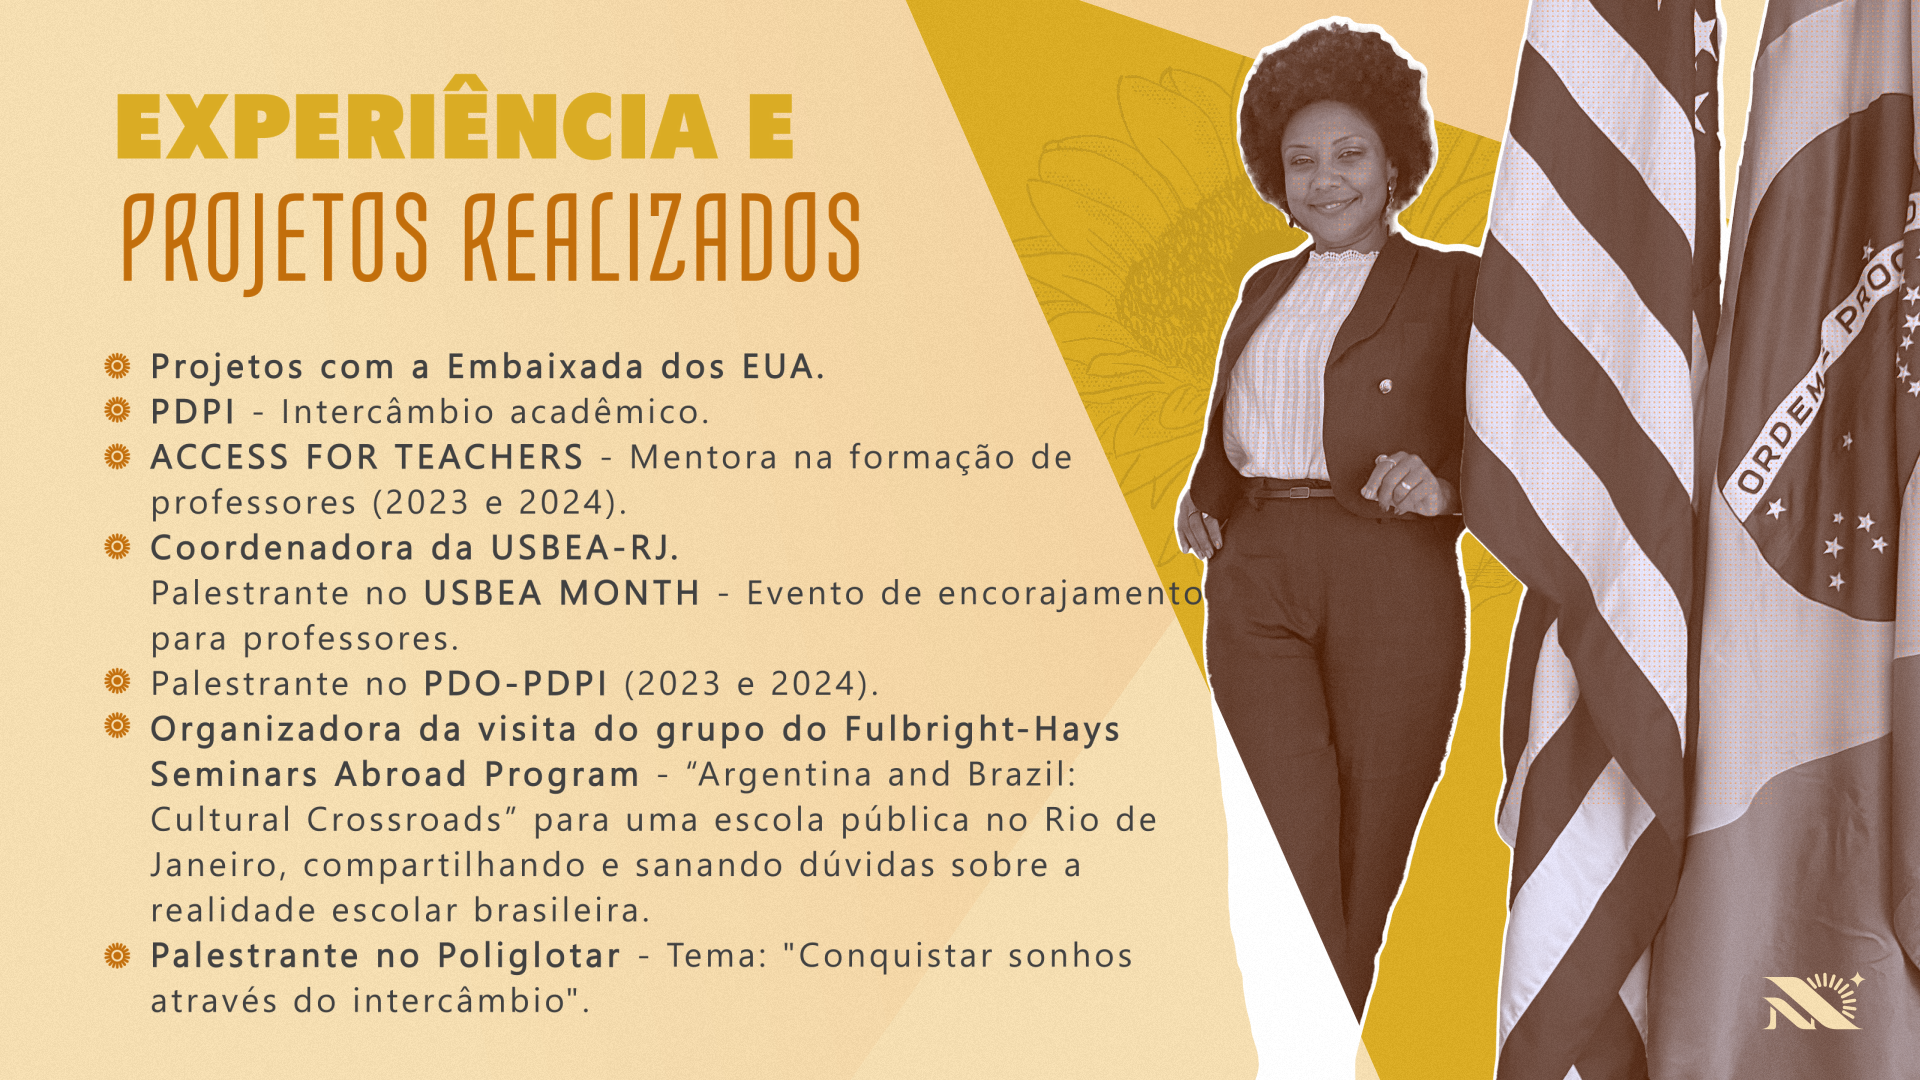 EXPERIÊNCIA E
PROJETOS REALIZADOS
Projetos com a Embaixada dos EUA.
PDPI - Intercâmbio acadêmico.
ACCESS FOR TEACHERS - Mentora na formação de
professores (2023 e 2024).
Coordenadora da USBEA-RJ.
Palestrante no USBEA MONTH - Evento de encorajamento
para professores.
Palestrante no PDO-PDPI (2023 e 2024).
Organizadora da visita do grupo do Fulbright-Hays
Seminars Abroad Program - “Argentina and Brazil:
Cultural Crossroads” para uma escola pública no Rio de
Janeiro, compartilhando e sanando dúvidas sobre a
realidade escolar brasileira.
Palestrante no Poliglotar - Tema: "Conquistar sonhos
através do intercâmbio".
ORDEM E PROG